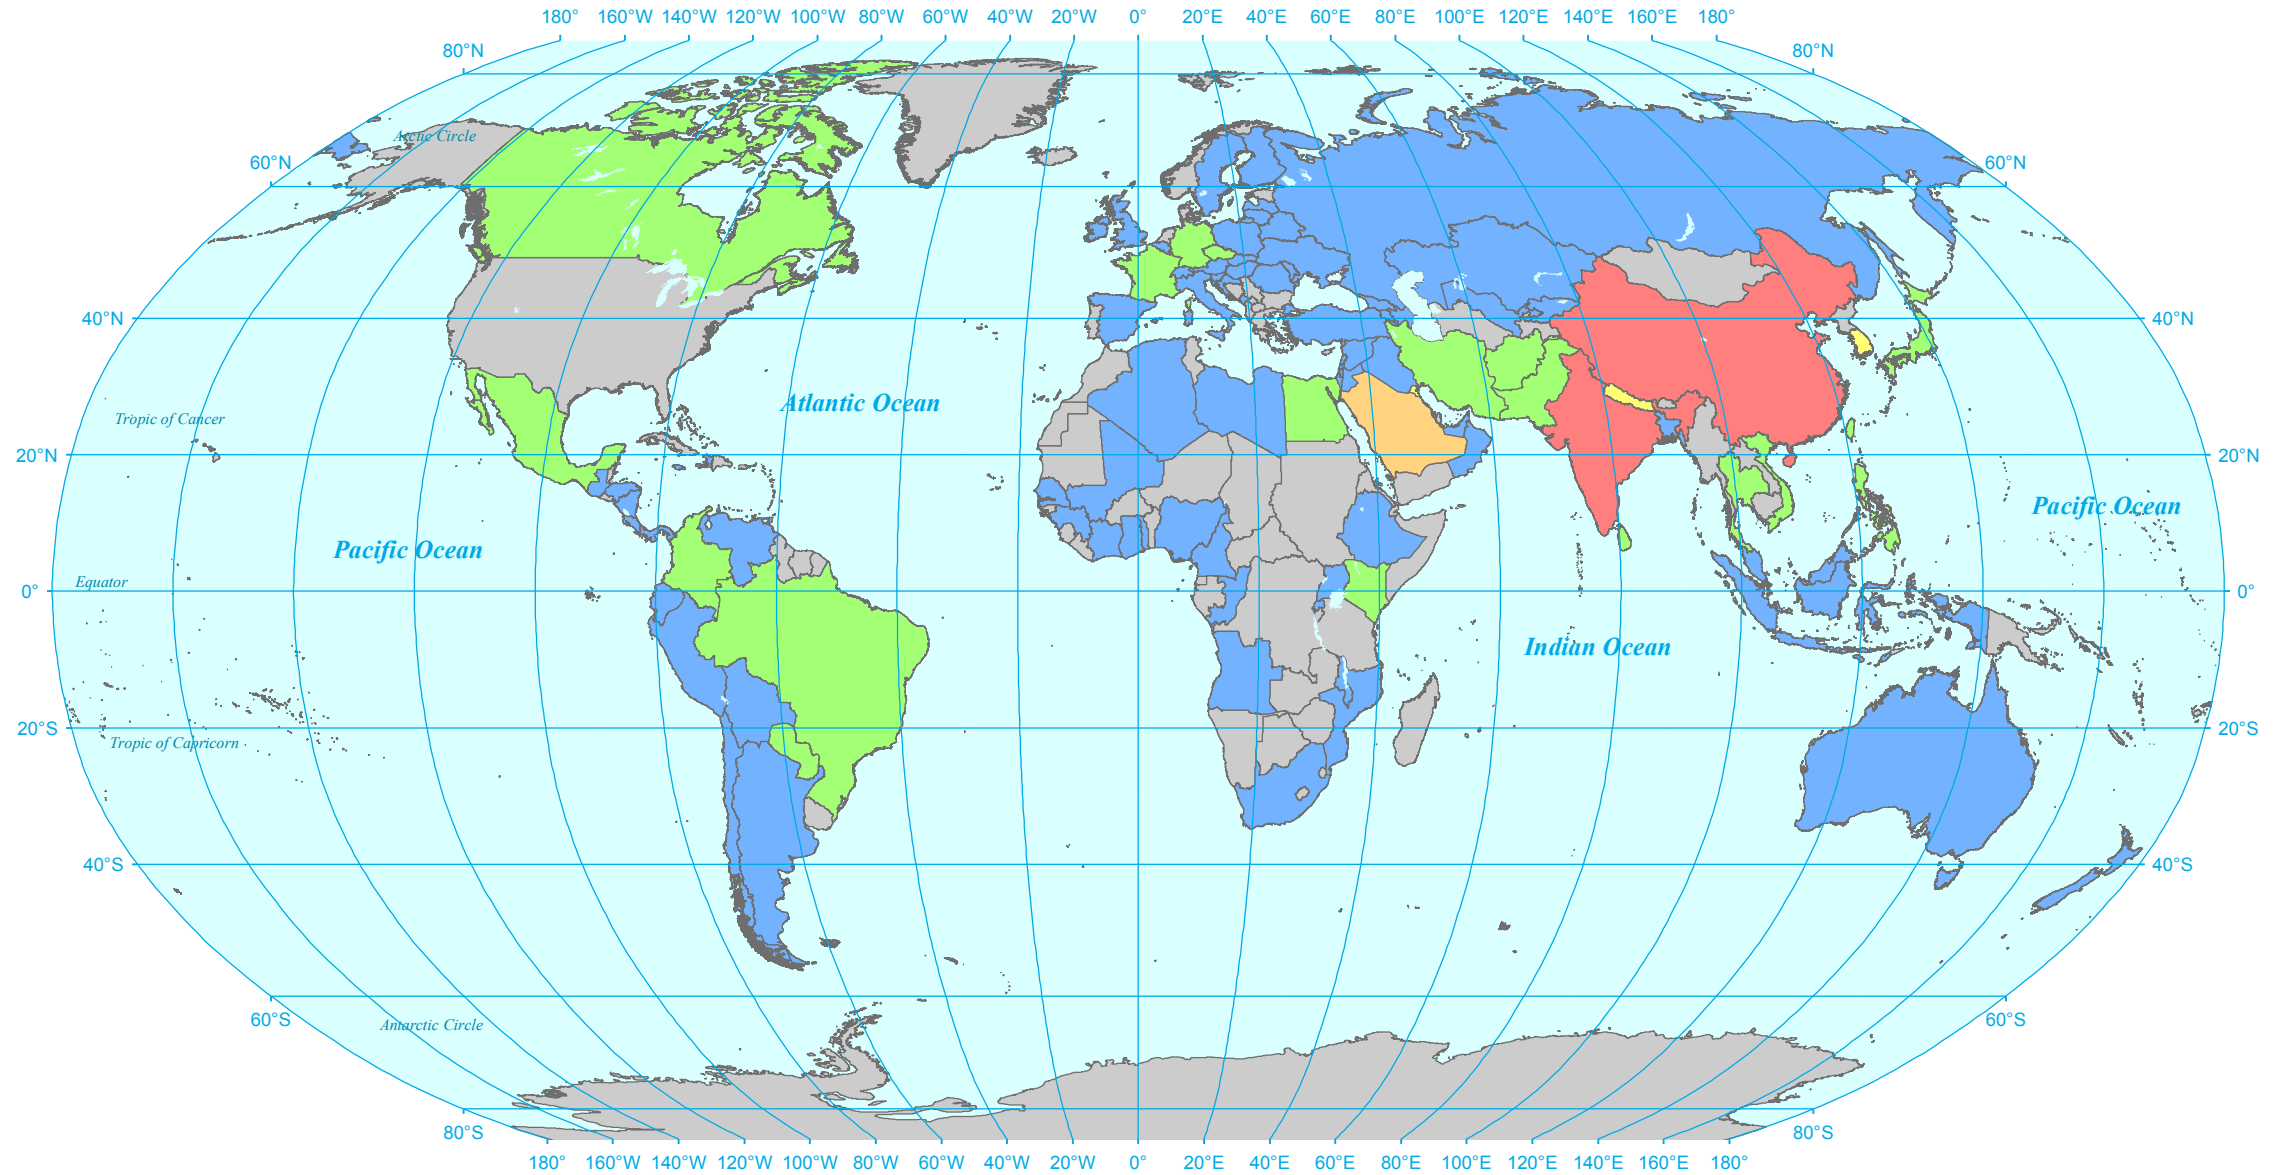 180° 160°W 140°W 120°W 100°W 80°W 60°W 40°W 20°W 0° 20°E 40°E 60°E 80°E 100°E 120°E 140°E 160°E 180°
80°N 80°N
Arctic Circle
60°N 60°N
40°N 40°N
Atlantic Ocean
Tropic of Cancer
20°N 20°N
Pacific Ocean
Pacific Ocean
Equator
0° 0°
Indian Ocean
20°S 20°S
Tropic of Capricorn
40°S 40°S
60°S 60°S
Antarctic Circle
80°S 80°S
180° 160°W 140°W 120°W 100°W 80°W 60°W 40°W 20°W 0° 20°E 40°E 60°E 80°E 100°E 120°E 140°E 160°E 180°